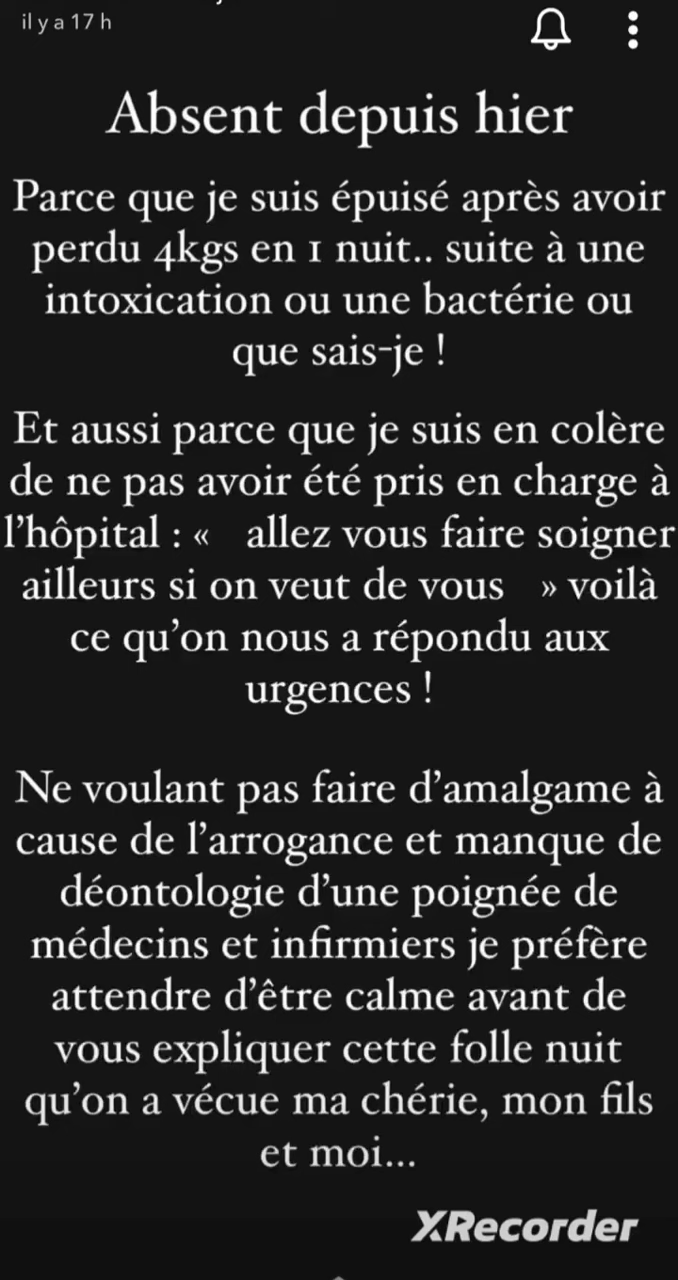 il y a 17 h
Absent depuis hier
Parce que je suis épuisé après avoir
perdu 4kgs en 1 nuit.. suite à une
intoxication ou une bactérie ou
que sais-je !
Et aussi parce que je suis en colère
de ne pas avoir été pris en charge à
l’hôpital : « allez vous faire soigner
ailleurs si on veut de vous » voilà
ce qu’on nous a répondu aux
urgences !
Ne voulant pas faire d’amalgame à
cause de l’arrogance et manque de
déontologie d’une poignée de
médecins et infirmiers je préfère
attendre d’être calme avant de
vous expliquer cette folle nuit
qu’on a vécue ma chérie, mon fils
et moi...
XRecorder